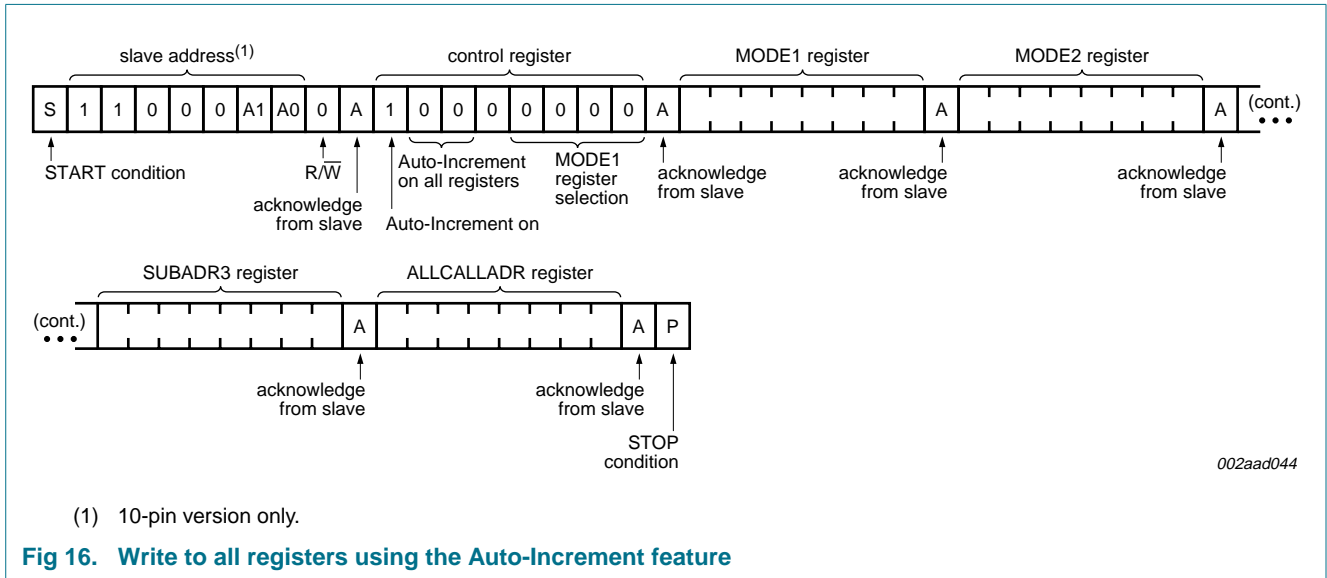 slave address(1) control register MODE1 register MODE2 register
S 1 1 0 0 0 A1 A0 0 A 1 0 0 0 0 0 0 0 A A A (cont.)
START condition R/W̅ Auto-Increment on all registers MODE1 register selection acknowledge from slave acknowledge from slave acknowledge from slave
acknowledge from slave Auto-Increment on
SUBADR3 register ALLCALLADR register
(cont.) A A P
acknowledge from slave acknowledge from slave
STOP condition
002aad044
(1) 10-pin version only.
Fig 16. Write to all registers using the Auto-Increment feature